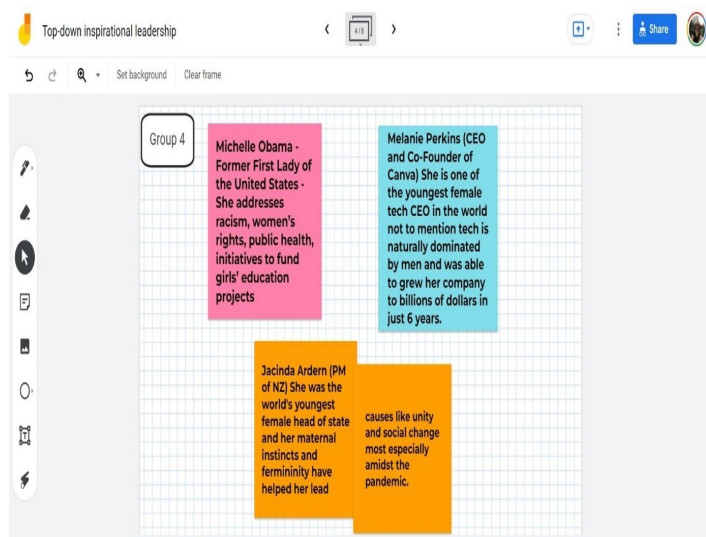 Top-down inspirational leadership
4/8
Share
Set background
Clear frame
Group 4
Michelle Obama -
Former First Lady of
the United States -
She addresses
racism, women's
rights, public health,
initiatives to fund
girls' education
projects
Melanie Perkins (CEO
and Co-Founder of
Canva) She is one of
the youngest female
tech CEO in the world
not to mention tech is
naturally dominated
by men and was able
to grew her company
to billions of dollars in
just 6 years.
Jacinda Ardern (PM
of NZ) She was the
world's youngest
female head of state
and her maternal
instincts and
fermininity have
helped her lead
causes like unity
and social change
most especially
amidst the
pandemic.